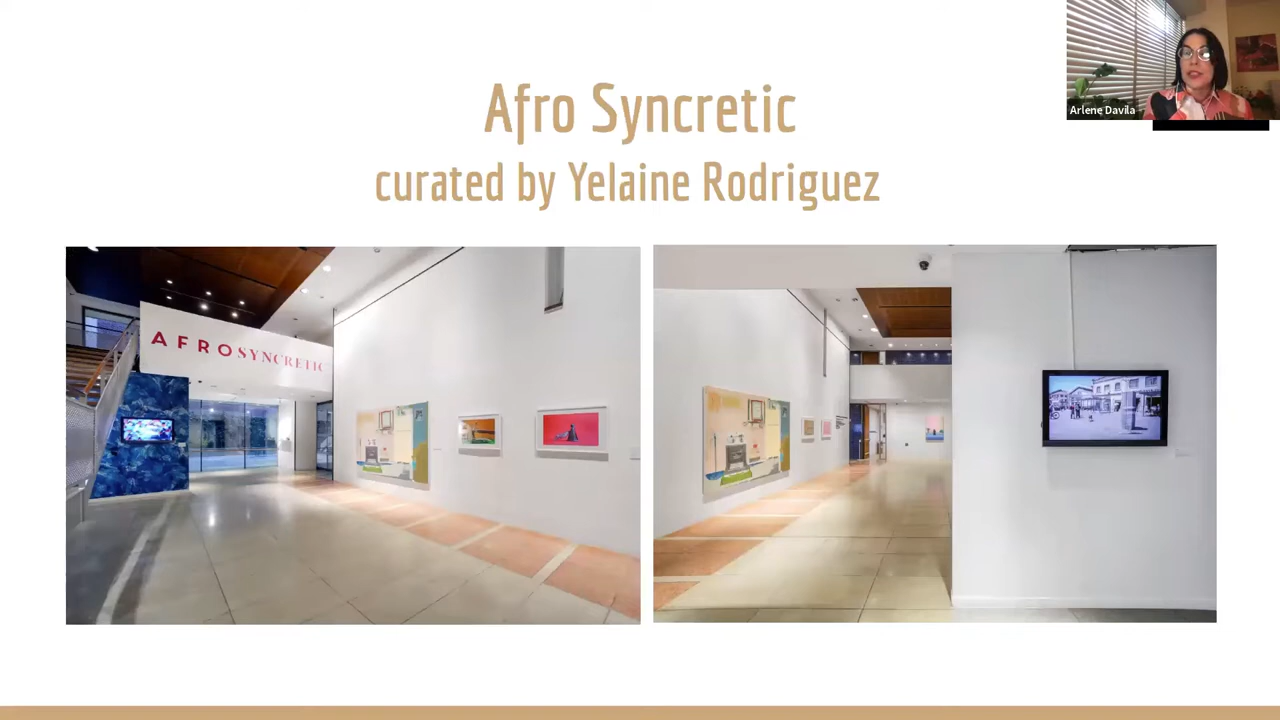 Afro Syncretic
curated by Yelaine Rodriguez
Arlene Davila
AFROSYNCRETIC